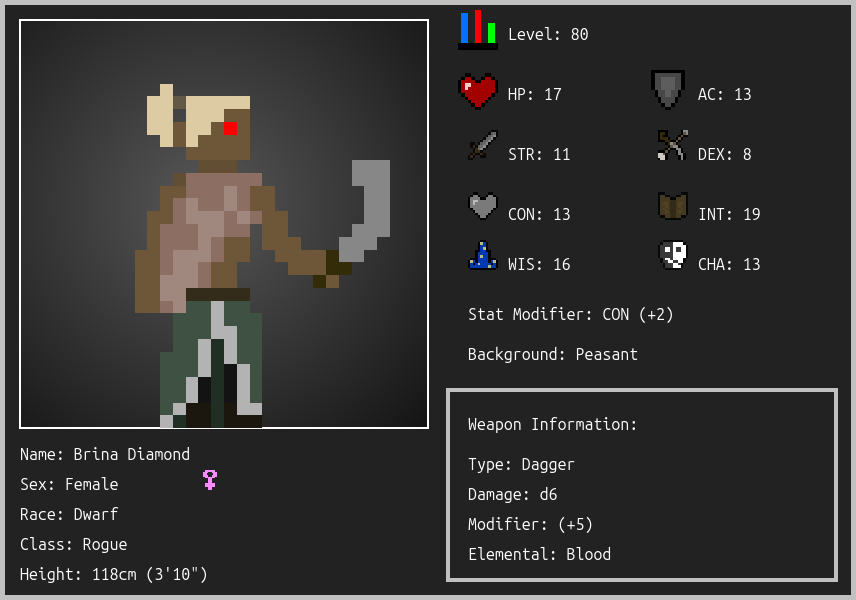 Level: 80
HP: 17
AC: 13
STR: 11
DEX: 8
CON: 13
INT: 19
WIS: 16
CHA: 13
Stat Modifier: CON (+2)
Background: Peasant
Name: Brina Diamond
Sex: Female
Race: Dwarf
Class: Rogue
Height: 118cm (3'10")
Weapon Information:
Type: Dagger
Damage: d6
Modifier: (+5)
Elemental: Blood